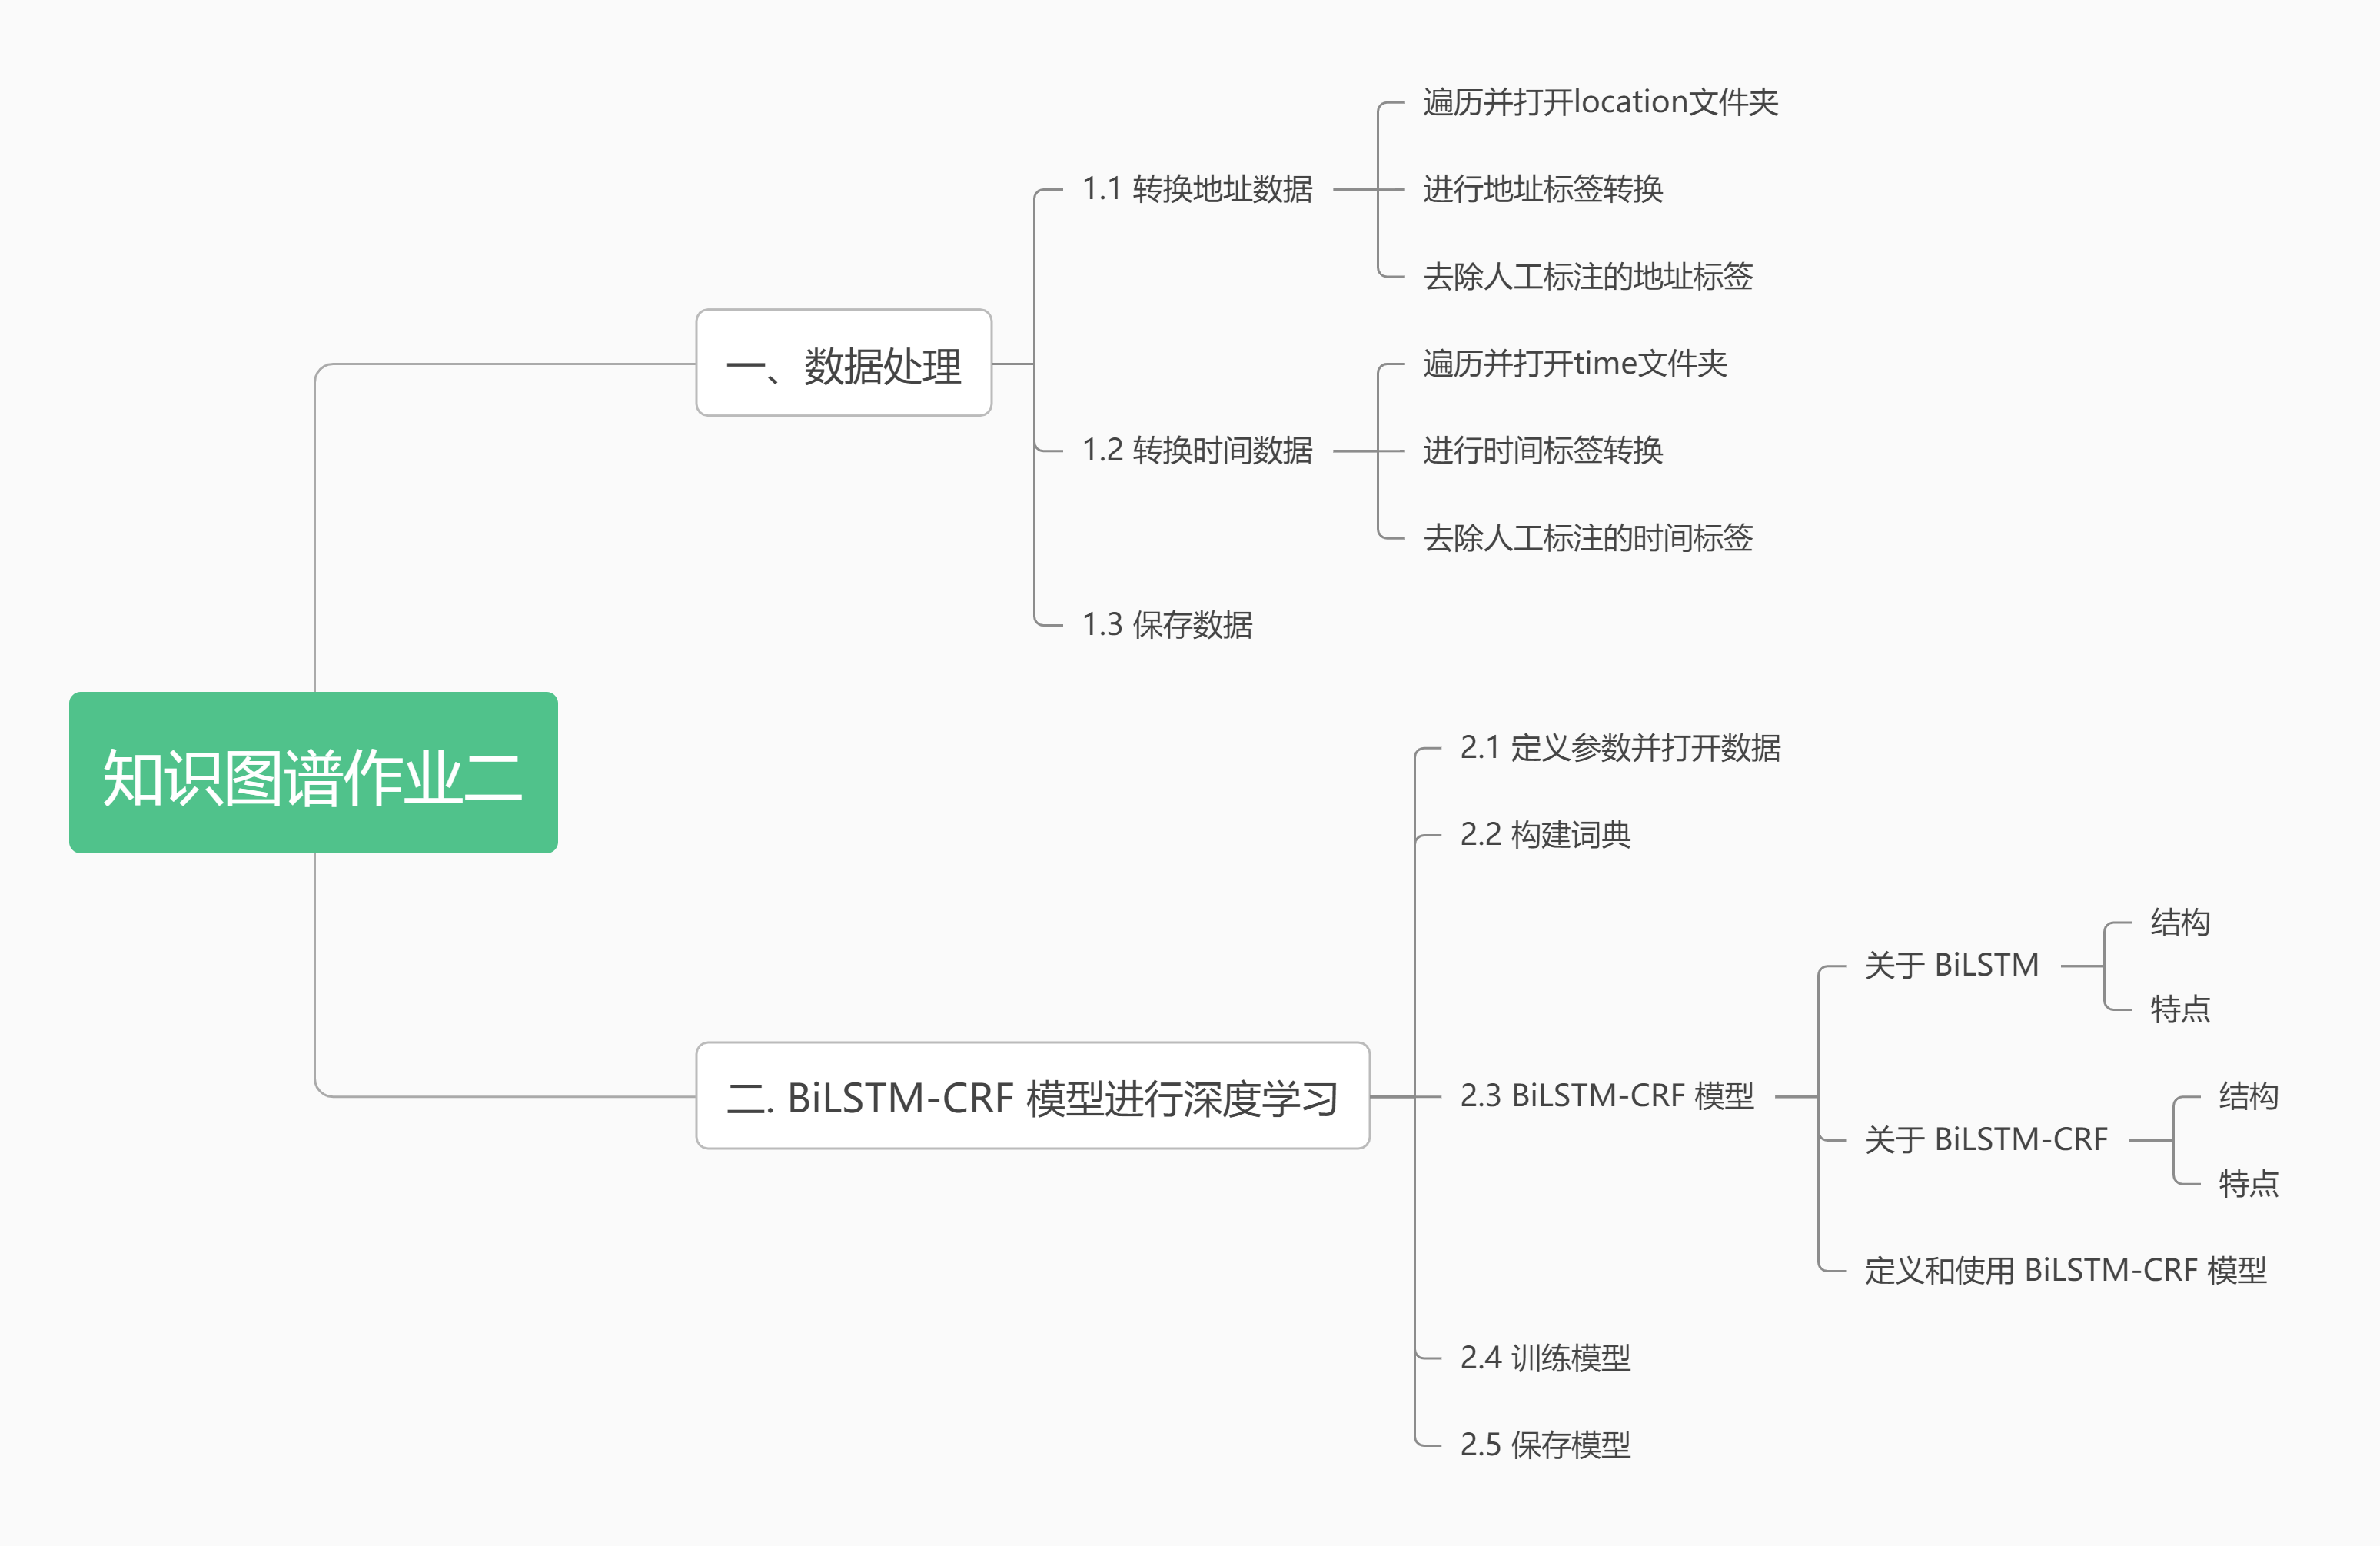 知识图谱作业二
一、数据处理
1.1 转换地址数据
遍历并打开location文件夹
进行地址标签转换
去除人工标注的地址标签
1.2 转换时间数据
遍历并打开time文件夹
进行时间标签转换
去除人工标注的时间标签
1.3 保存数据
二. BiLSTM-CRF 模型进行深度学习
2.1 定义参数并打开数据
2.2 构建词典
2.3 BiLSTM-CRF 模型
关于 BiLSTM
结构
特点
关于 BiLSTM-CRF
结构
特点
定义和使用 BiLSTM-CRF 模型
2.4 训练模型
2.5 保存模型